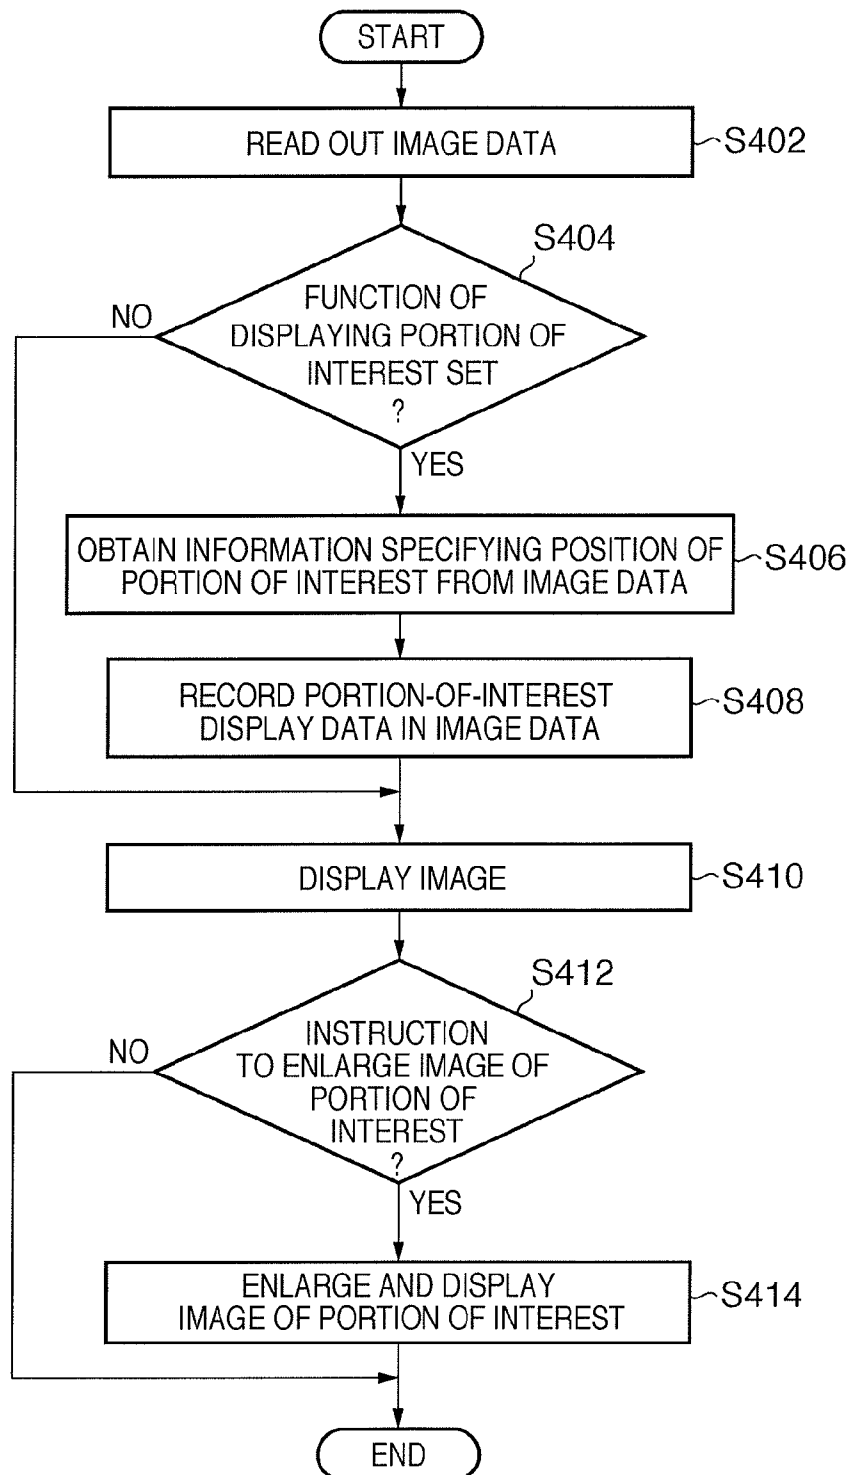 START
READ OUT IMAGE DATA
S402
S404
FUNCTION OF
DISPLAYING PORTION OF
INTEREST SET
?
NO
YES
OBTAIN INFORMATION SPECIFYING POSITION OF
PORTION OF INTEREST FROM IMAGE DATA
S406
RECORD PORTION-OF-INTEREST
DISPLAY DATA IN IMAGE DATA
S408
DISPLAY IMAGE
S410
S412
INSTRUCTION
TO ENLARGE IMAGE OF
PORTION OF
INTEREST
?
NO
YES
ENLARGE AND DISPLAY
IMAGE OF PORTION OF INTEREST
S414
END